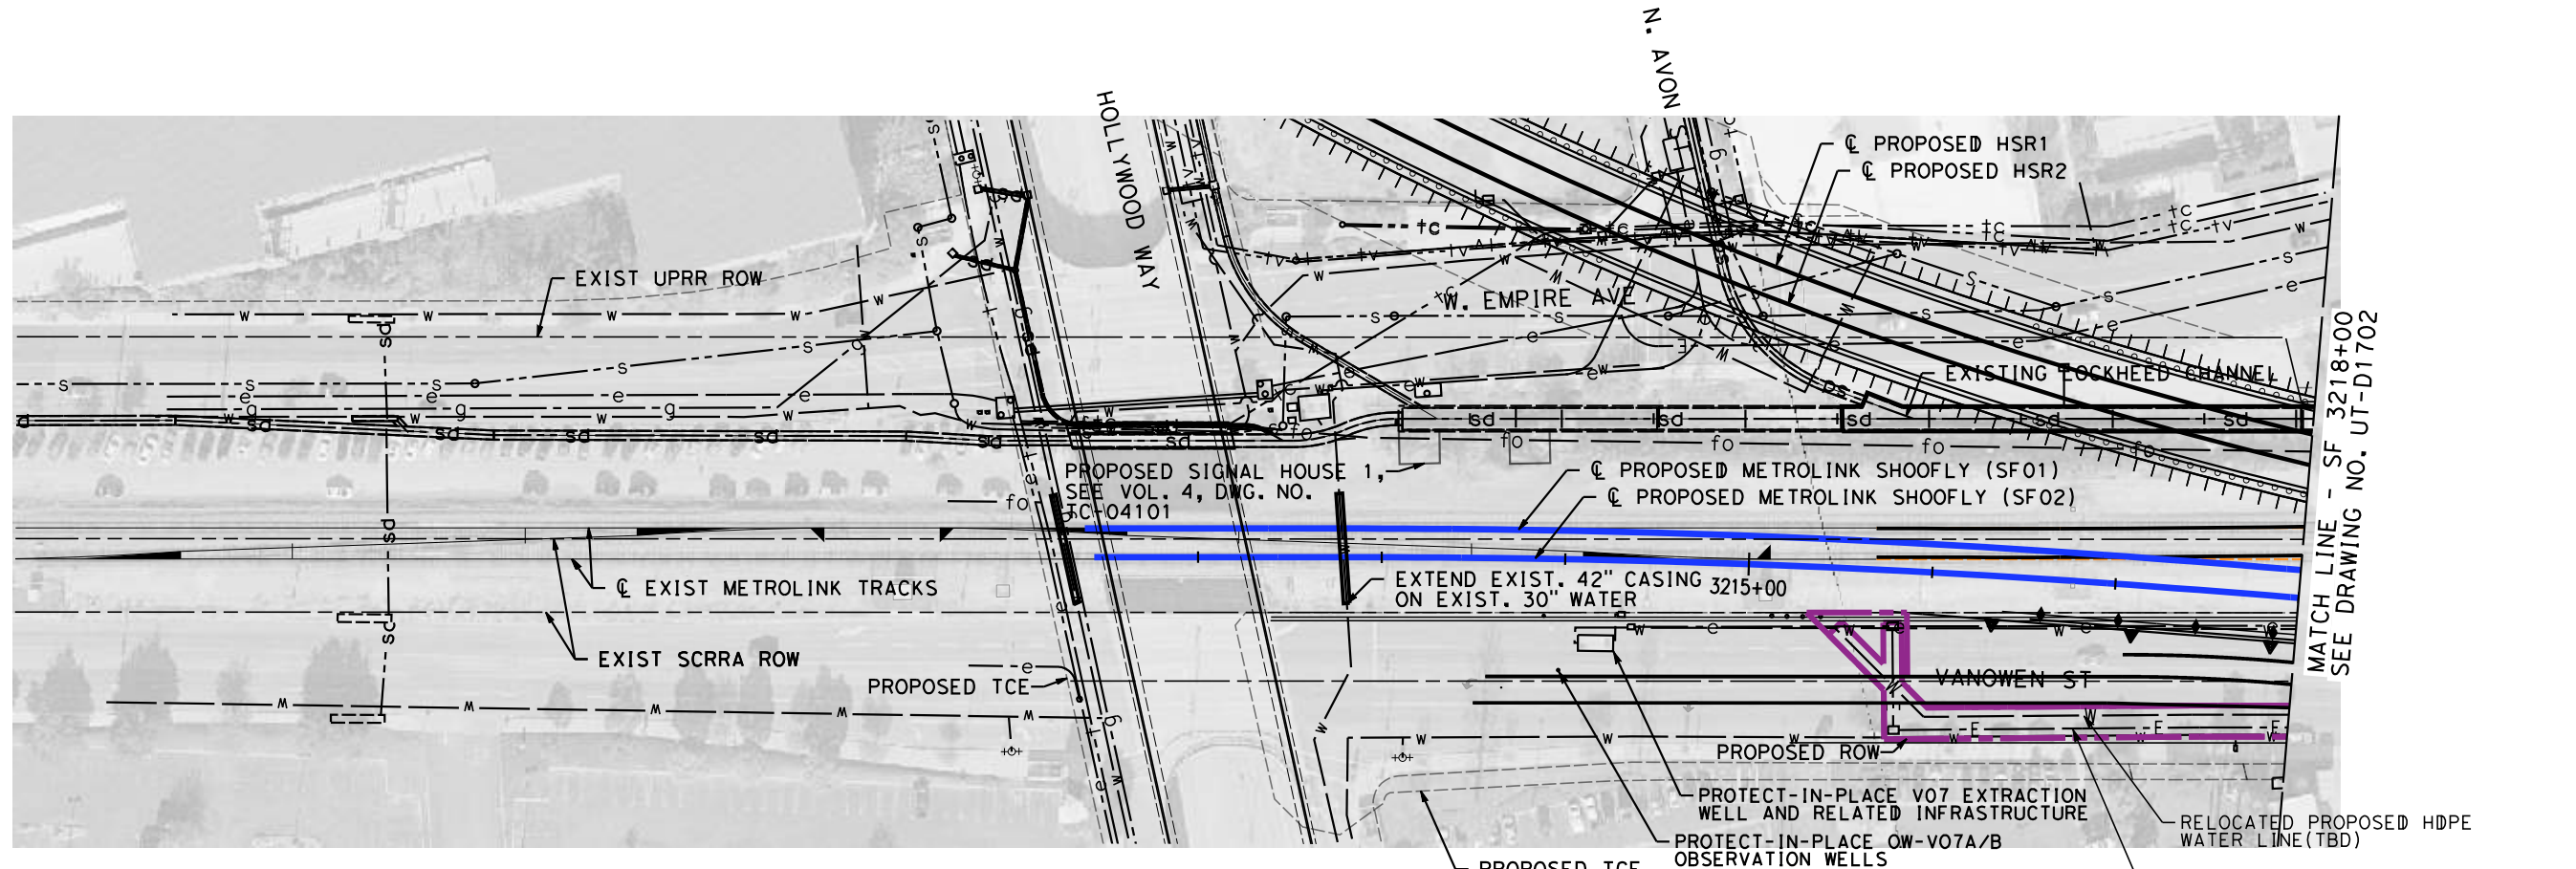 N. AVON
HOLLYWOOD WAY
℄ PROPOSED HSR1
℄ PROPOSED HSR2
EXIST UPRR ROW
W. EMPIRE AVE
EXISTING LOCKHEED CHANNEL
PROPOSED SIGNAL HOUSE 1,
SEE VOL. 4, DWG. NO.
TC-04101
℄ PROPOSED METROLINK SHOOFLY (SF01)
℄ PROPOSED METROLINK SHOOFLY (SF02)
MATCH LINE - SF 3218+00
SEE DRAWING NO. UT-D1702
℄ EXIST METROLINK TRACKS
EXTEND EXIST. 42" CASING
ON EXIST. 30" WATER
3215+00
EXIST SCRRA ROW
PROPOSED TCE
VANOWEN ST
PROPOSED ROW
PROTECT-IN-PLACE V07 EXTRACTION
WELL AND RELATED INFRASTRUCTURE
PROTECT-IN-PLACE OW-V07A/B
OBSERVATION WELLS
RELOCATED PROPOSED HDPE
WATER LINE(TBD)
PROPOSED TCE